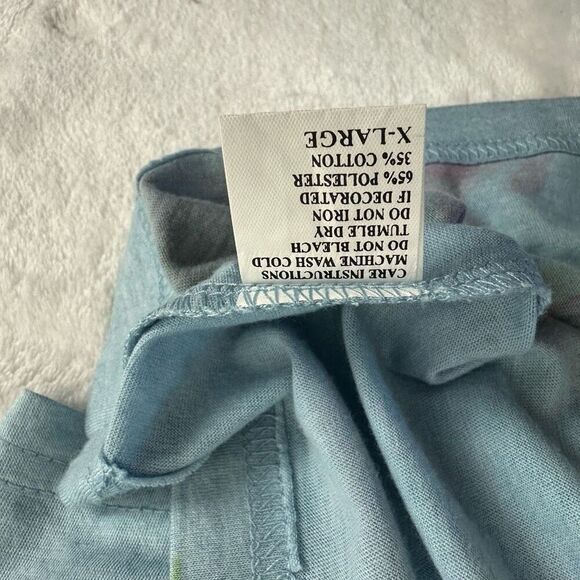 CARE INSTRUCTIONS
MACHINE WASH COLD
DO NOT BLEACH
TUMBLE DRY
DO NOT IRON
IF DECORATED
65% POLIESTER
35% COTTON
X-LARGE